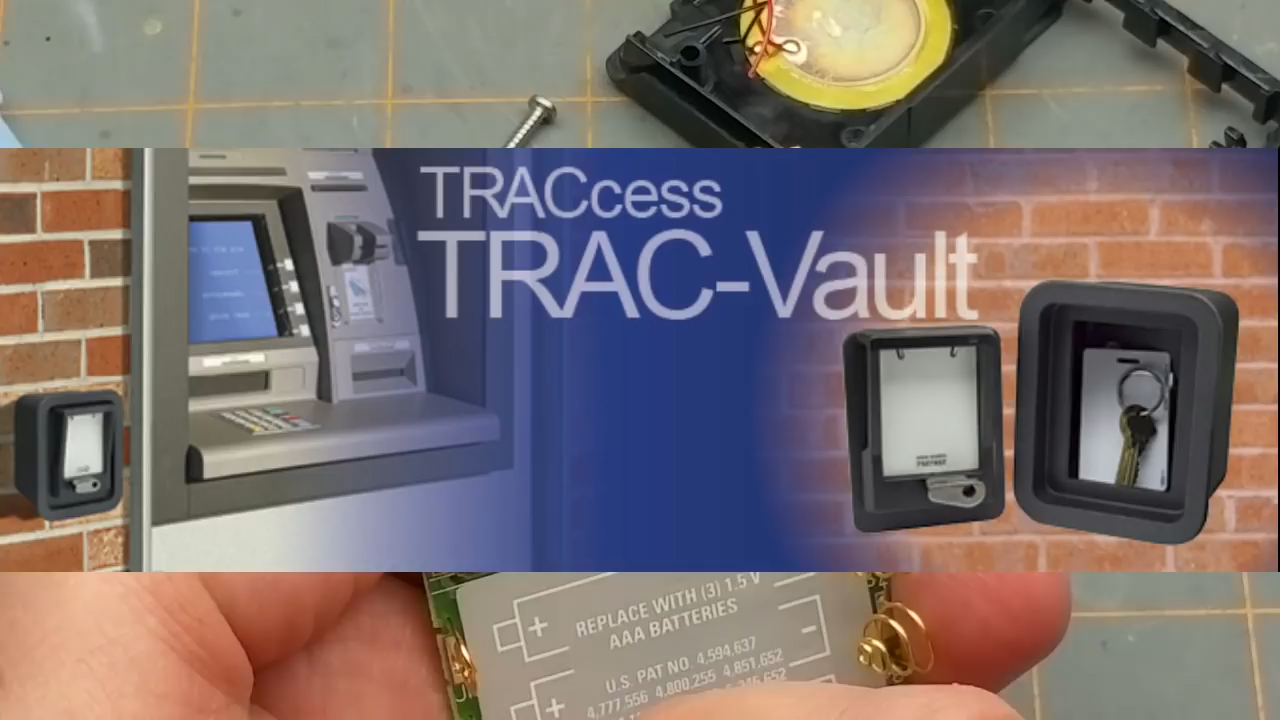 TRACcess
TRAC-Vault
REPLACE WITH (3) 1.5 V
AAA BATTERIES
U.S. PAT NO. 4,594,637
4,777,556 4,800,255 4,851,652